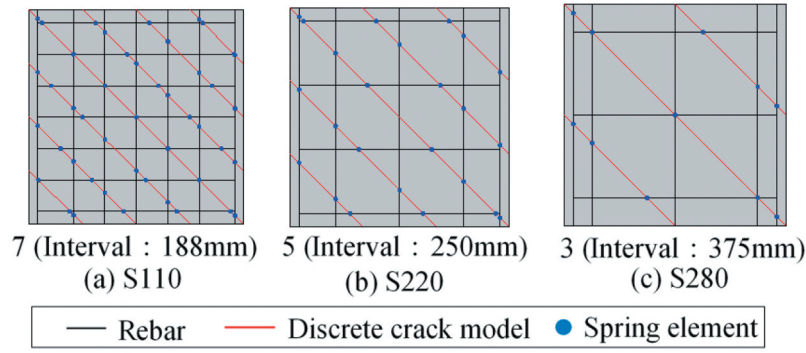 7 (Interval : 188mm) 5 (Interval : 250mm) 3 (Interval : 375mm)
(a) S110 (b) S220 (c) S280
Rebar Discrete crack model Spring element